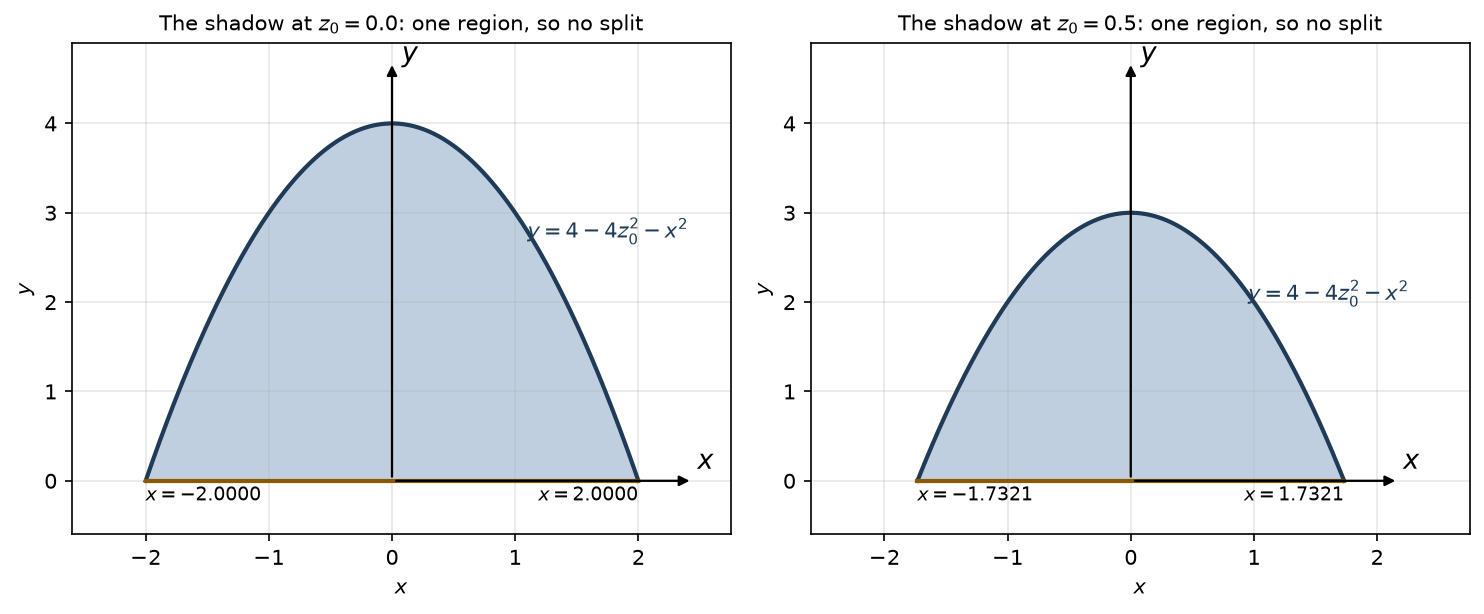 The shadow at z₀ = 0.0: one region, so no split
y
4
3
2
1
0
y
y = 4 − 4z₀² − x²
x
x = −2.0000
x = 2.0000
−2
−1
0
1
2
x
The shadow at z₀ = 0.5: one region, so no split
y
4
3
2
1
0
y
y = 4 − 4z₀² − x²
x
x = −1.7321
x = 1.7321
−2
−1
0
1
2
x